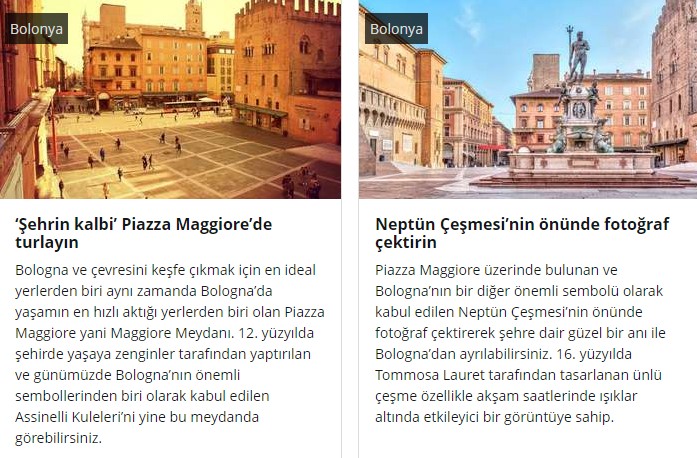 Bolonya
‘Şehrin kalbi’ Piazza Maggiore’de
turlayın
Bologna ve çevresini keşfe çıkmak için en ideal
yerlerden biri aynı zamanda Bologna’da
yaşamın en hızlı aktığı yerlerden biri olan Piazza
Maggiore yani Maggiore Meydanı. 12. yüzyılda
şehirde yaşaya zenginler tarafından yaptırılan
ve günümüzde Bologna’nın önemli
sembollerinden biri olarak kabul edilen
Assinelli Kuleleri’ni yine bu meydanda
görebilirsiniz.
Bolonya
Neptün Çeşmesi’nin önünde fotoğraf
çektirin
Piazza Maggiore üzerinde bulunan ve
Bologna’nın bir diğer önemli sembolü olarak
kabul edilen Neptün Çeşmesi’nin önünde
fotoğraf çektirerek şehre dair güzel bir anı ile
Bologna’dan ayrılabilirsiniz. 16. yüzyılda
Tommosa Lauret tarafından tasarlanan ünlü
çeşme özellikle akşam saatlerinde ışıklar
altında etkileyici bir görüntüye sahip.